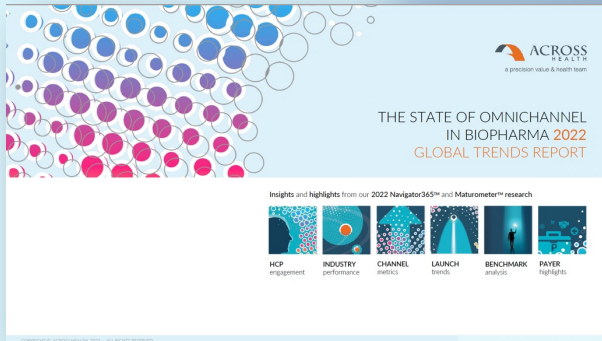 ACROSS
HEALTH
a precision value & health team
THE STATE OF OMNICHANNEL
IN BIOPHARMA 2022
GLOBAL TRENDS REPORT
Insights and highlights from our 2022 Navigator365™ and Maturometer™ research
HCP
engagement
INDUSTRY
performance
CHANNEL
metrics
LAUNCH
trends
BENCHMARK
analysis
PAYER
highlights
P